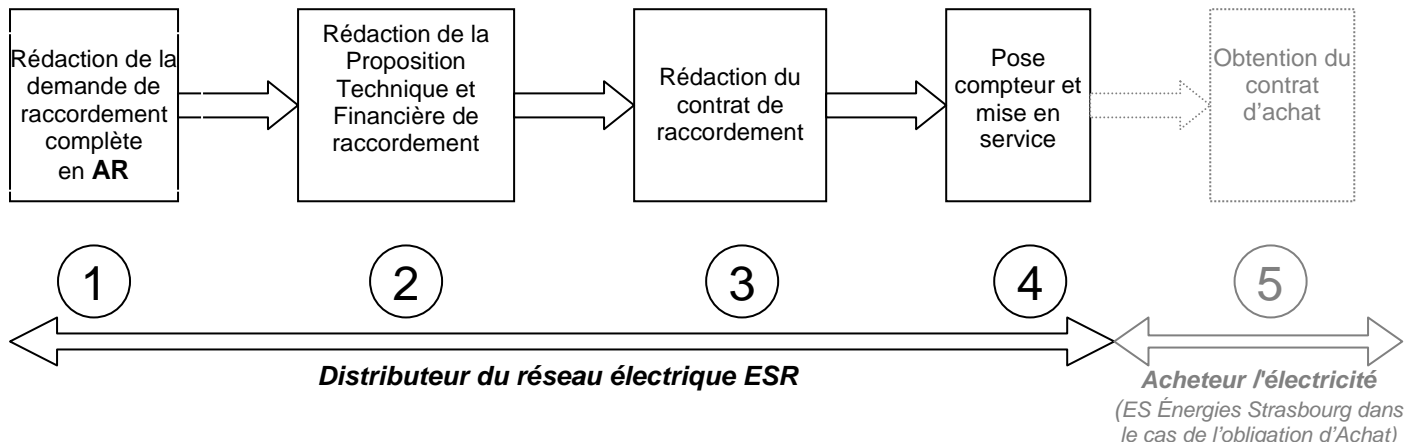 Rédaction de la
demande de
raccordement
complète
en AR
Rédaction de la
Proposition
Technique et
Financière de
raccordement
Rédaction du
contrat de
raccordement
Pose
compteur et
mise en
service
Obtention du
contrat
d'achat
1
2
3
4
5
Distributeur du réseau électrique ESR
Acheteur l'électricité
(ES Énergies Strasbourg dans
le cas de l'obligation d'Achat)